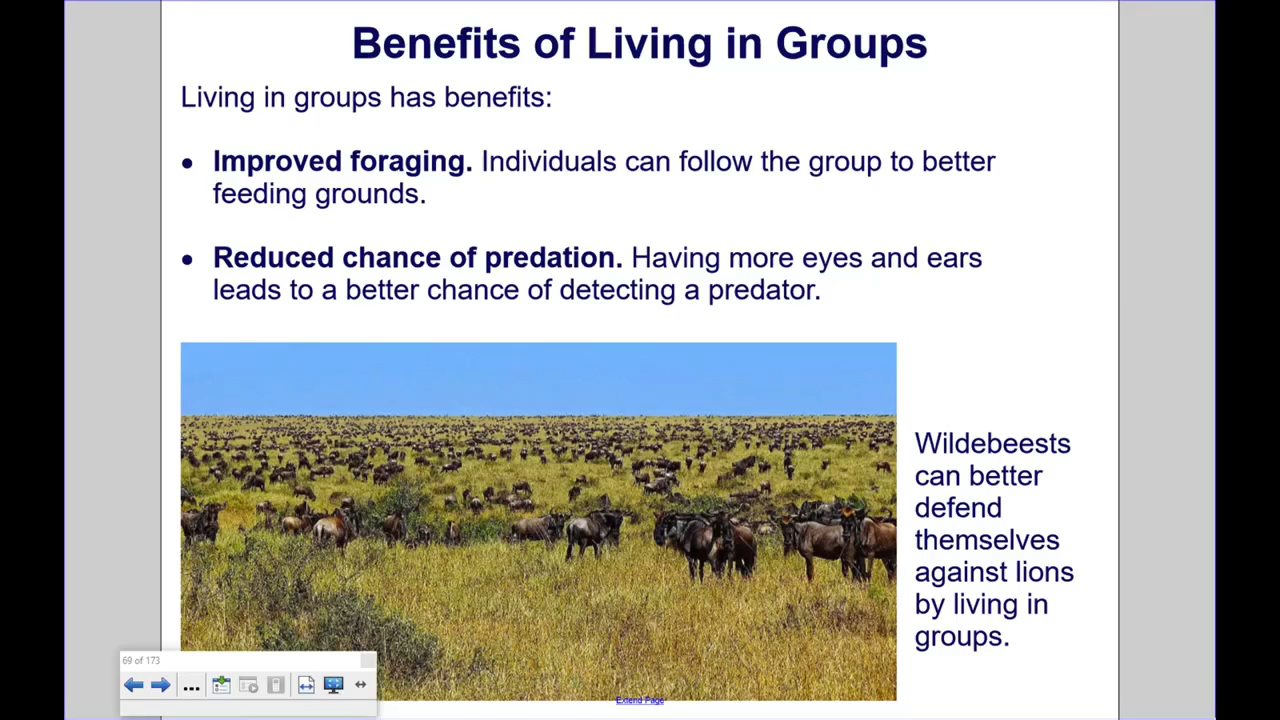 Benefits of Living in Groups
Living in groups has benefits:
• Improved foraging. Individuals can follow the group to better
feeding grounds.
• Reduced chance of predation. Having more eyes and ears
leads to a better chance of detecting a predator.
Wildebeests
can better
defend
themselves
against lions
by living in
groups.
69 of 173
Extend Page